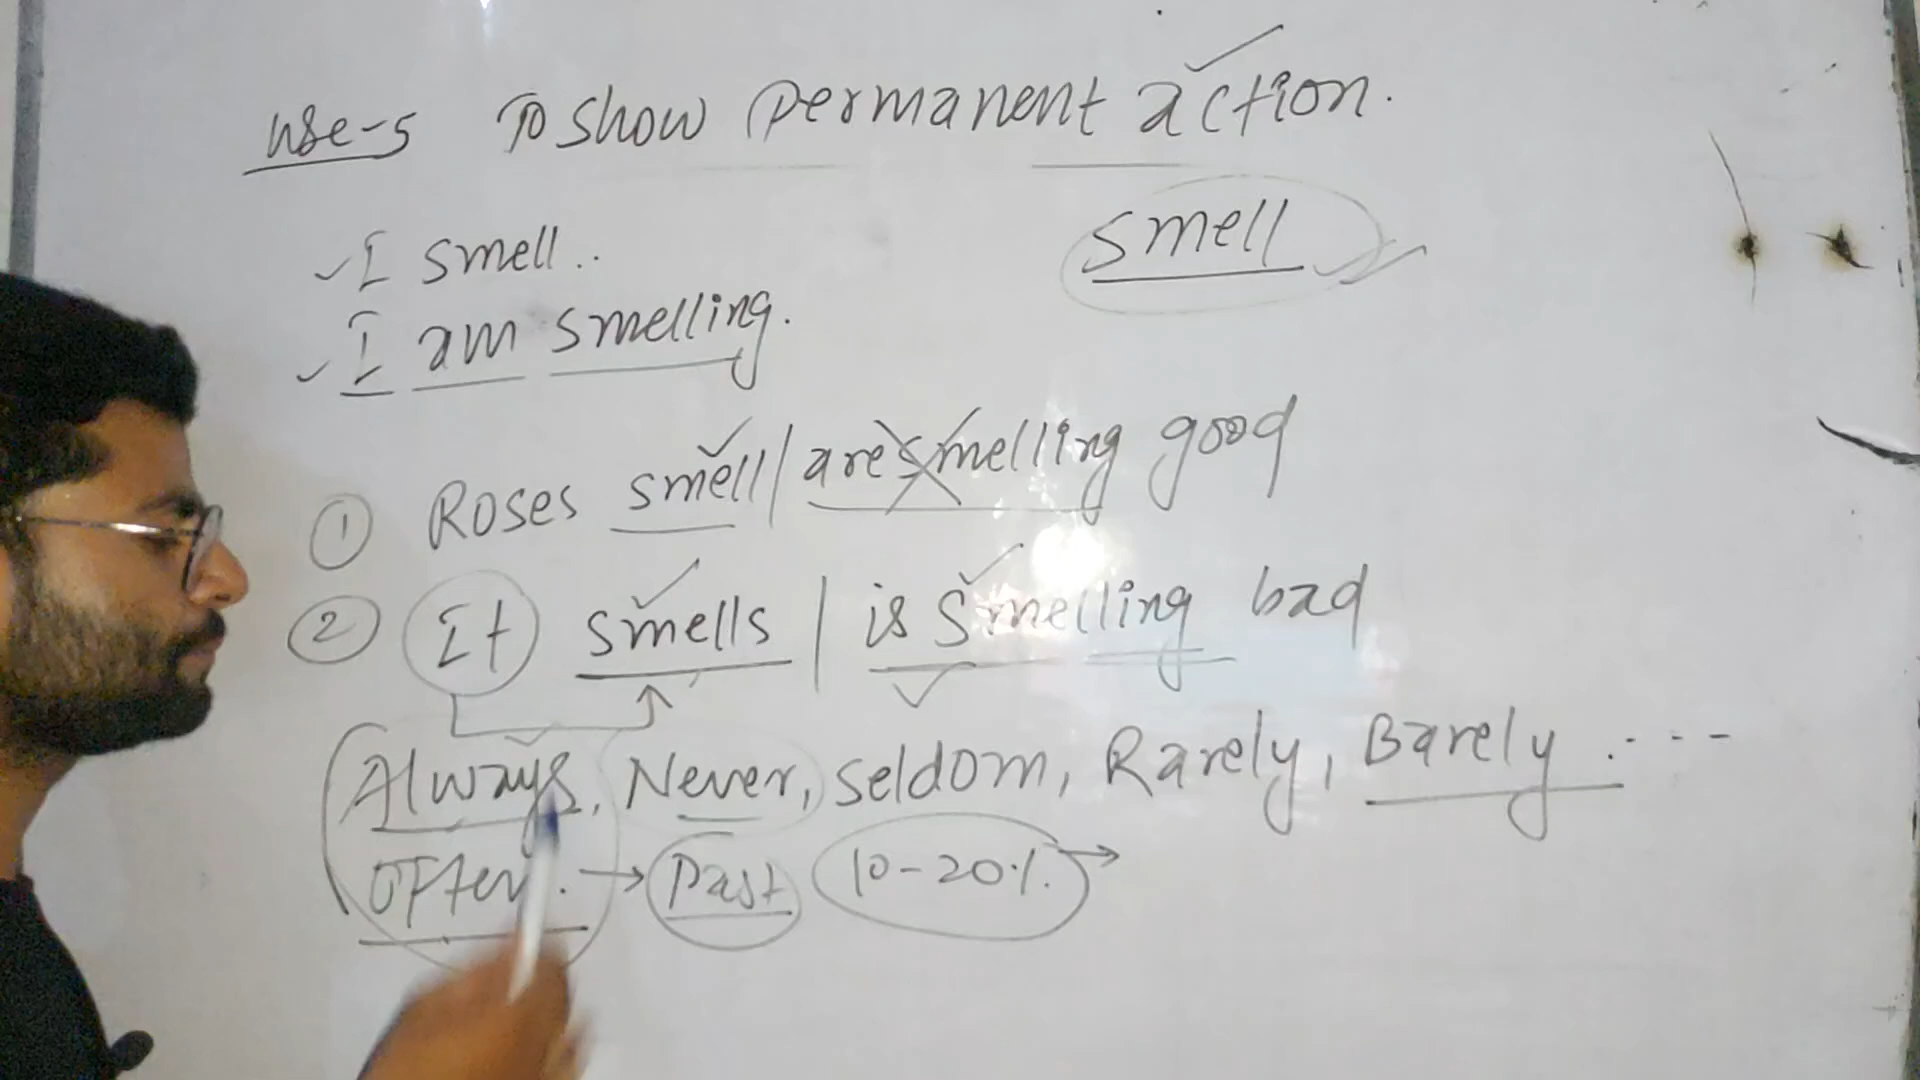 Use-5 To show permanent action.
smell
I smell..
I am smelling.
① Roses smell/are smelling good
② It smells / is smelling bad
Always, Never, seldom, Rarely, Barely . - - -
often. → Past 10-20%. →